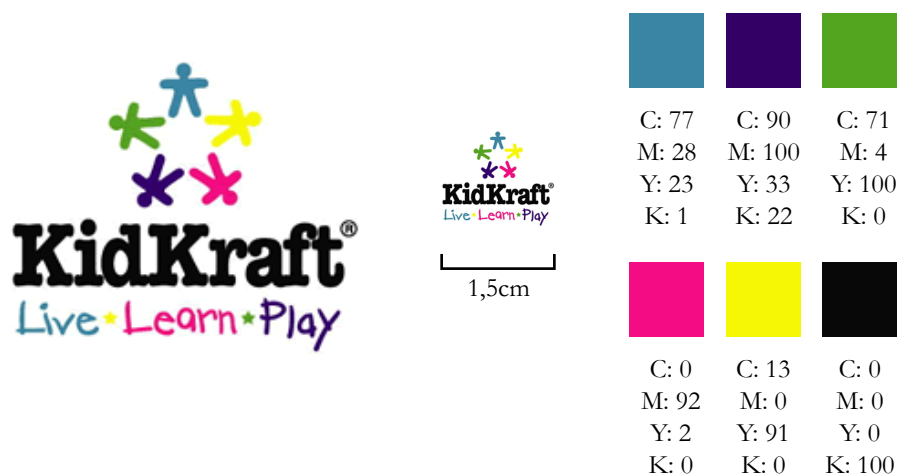 KidKraft®
Live Learn Play
KidKraft®
Live Learn Play
1,5cm
C: 77
M: 28
Y: 23
K: 1
C: 90
M: 100
Y: 33
K: 22
C: 71
M: 4
Y: 100
K: 0
C: 0
M: 92
Y: 2
K: 0
C: 13
M: 0
Y: 91
K: 0
C: 0
M: 0
Y: 0
K: 100